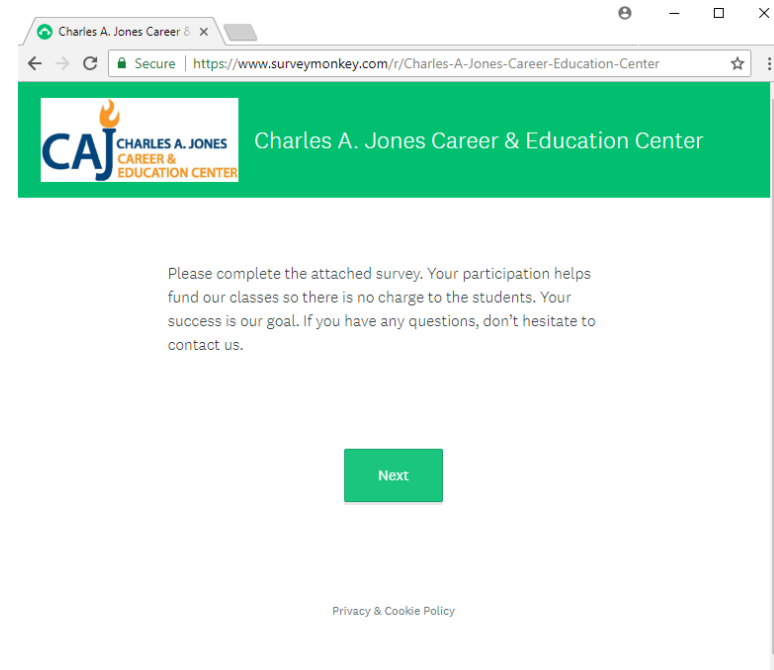 Charles A. Jones Career &
Secure | https://www.surveymonkey.com/r/Charles-A-Jones-Career-Education-Center
CAJ CHARLES A. JONES
CAREER &
EDUCATION CENTER
Charles A. Jones Career & Education Center
Please complete the attached survey. Your participation helps
fund our classes so there is no charge to the students. Your
success is our goal. If you have any questions, don’t hesitate to
contact us.
Next
Privacy & Cookie Policy